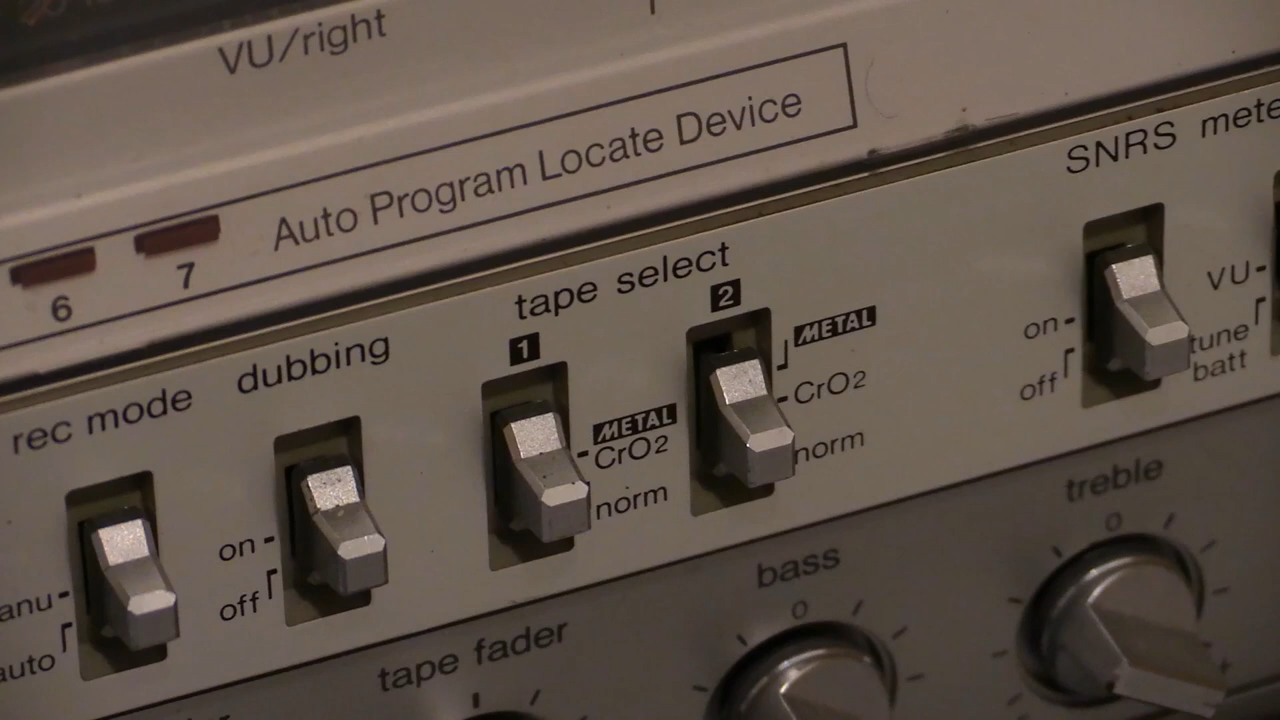 VU/right
Auto Program Locate Device
6
7
SNRS
tape select
1
2
rec mode
dubbing
METAL
CrO2
norm
METAL
CrO2
norm
on
off
VU
tune
batt
on
off
auto
tape fader
bass
0
treble
0